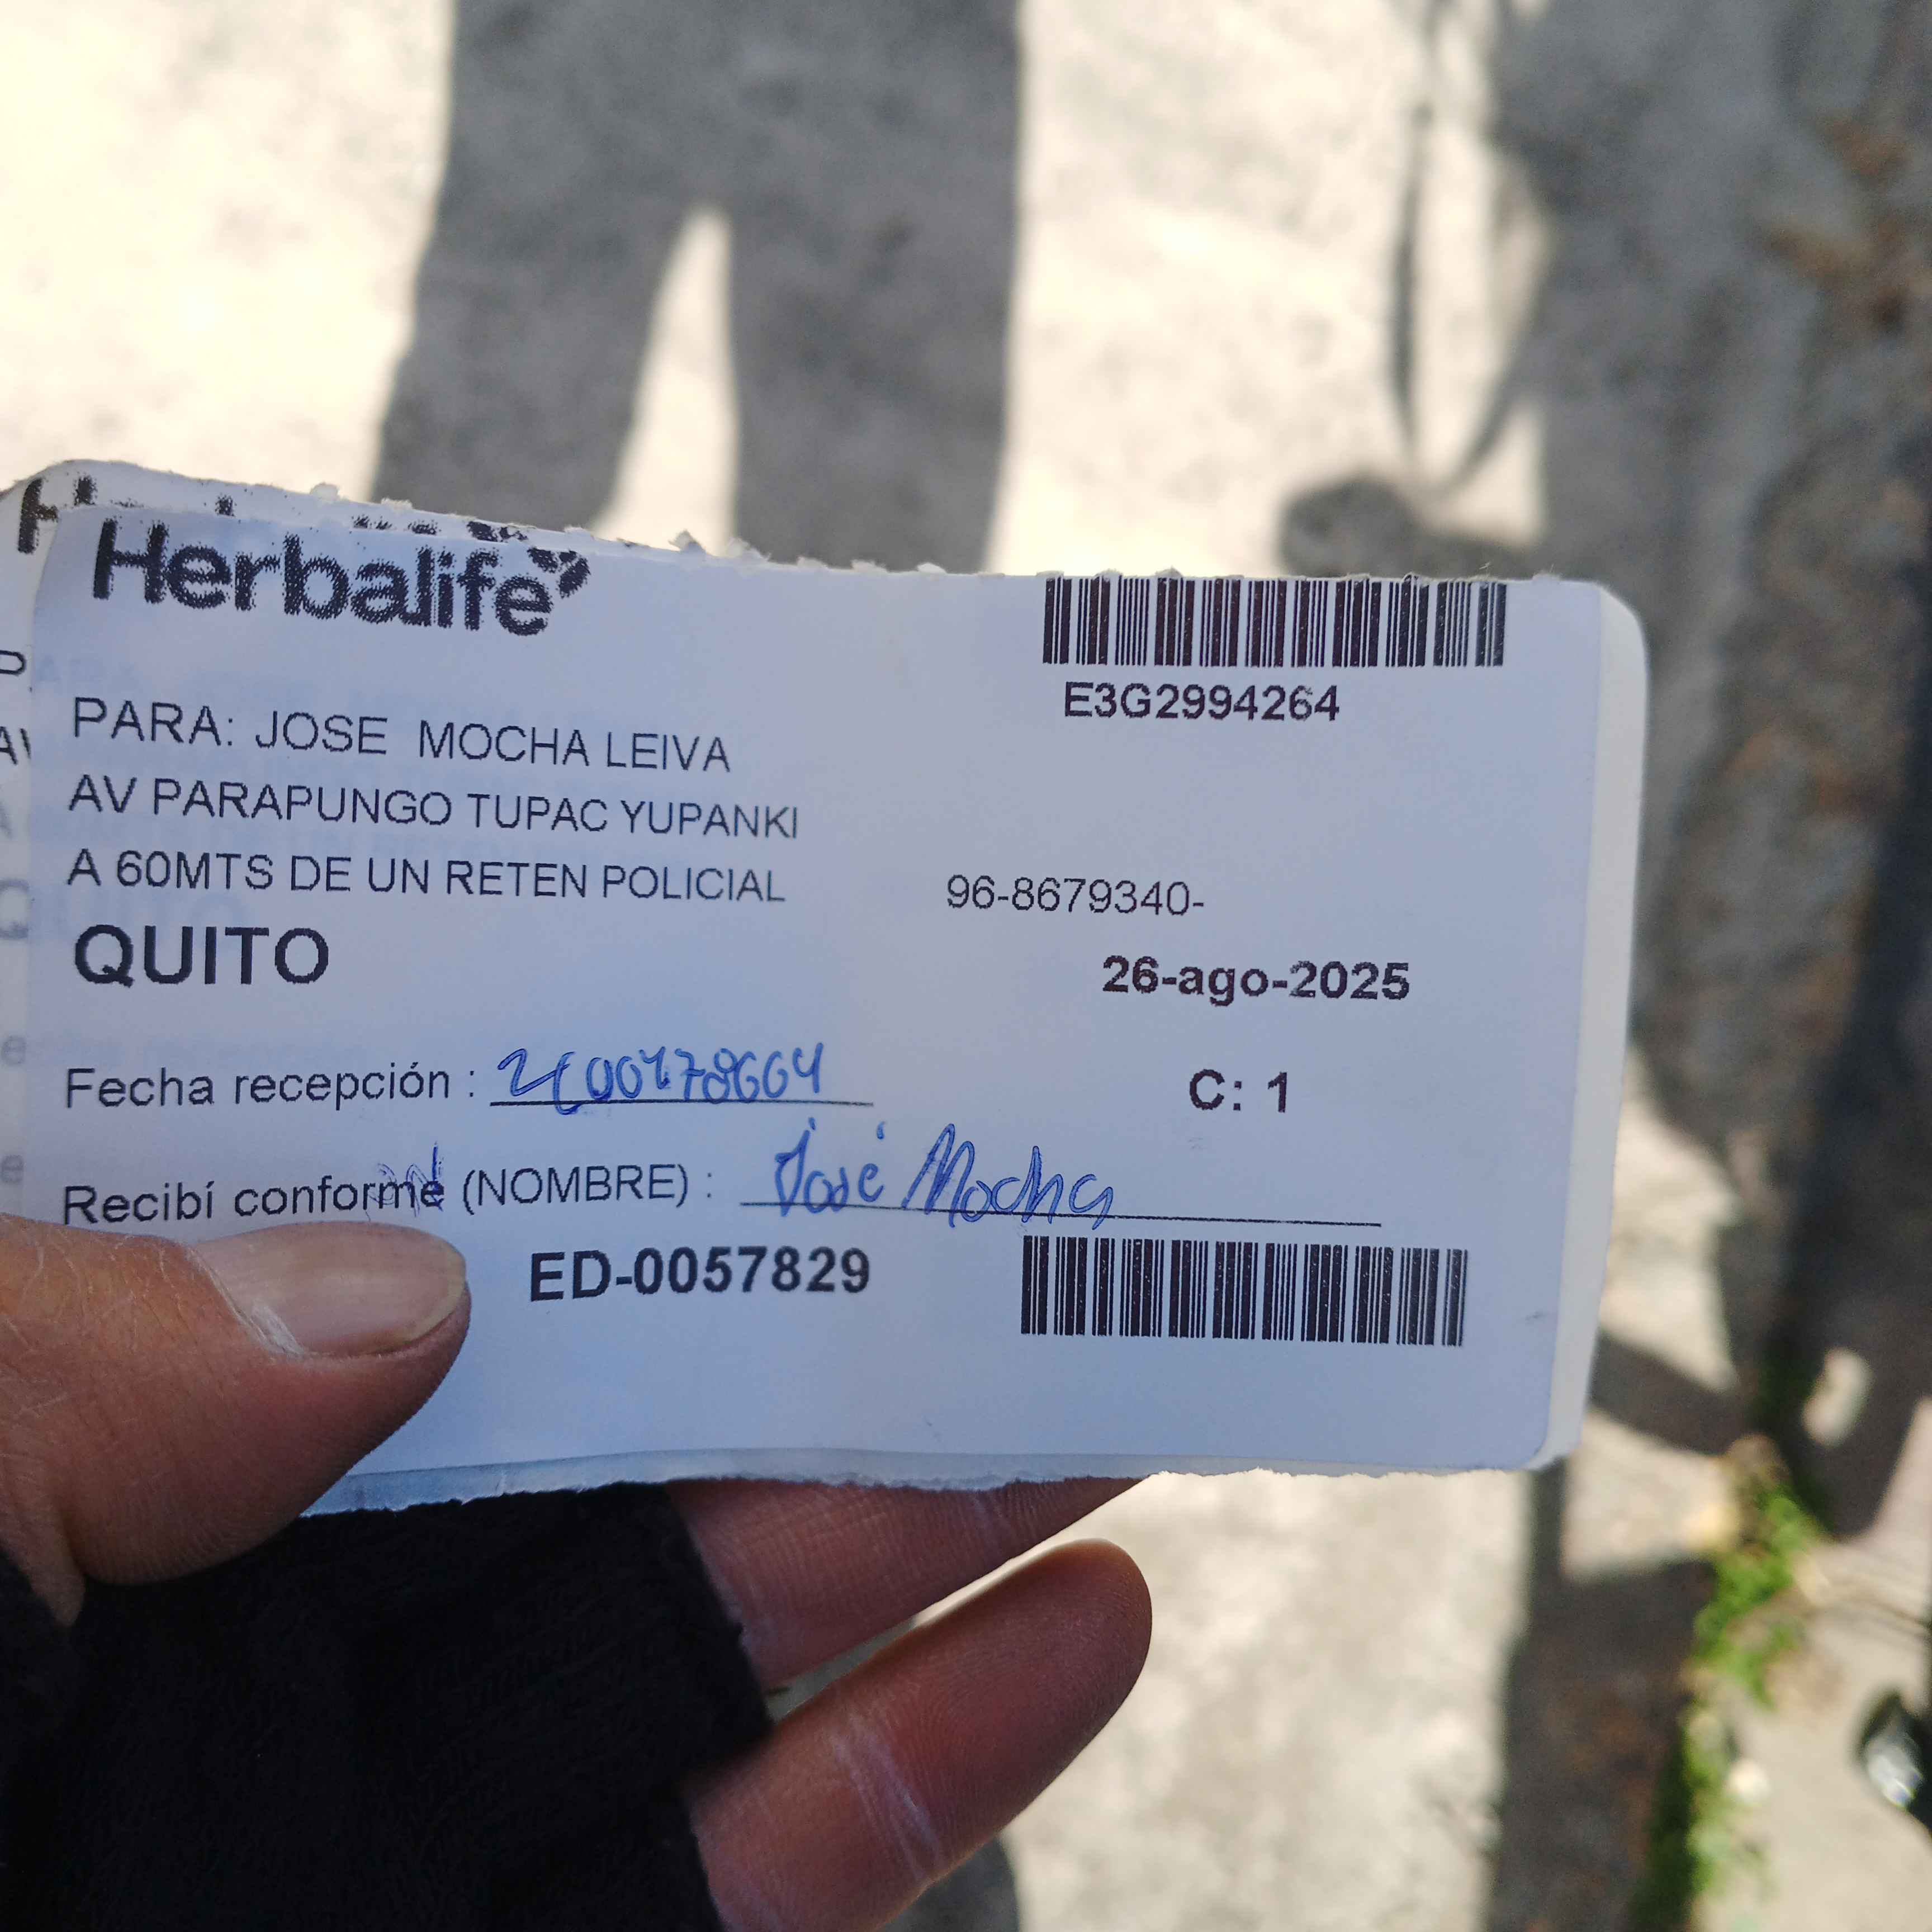 Herbalife
E3G2994264
PARA: JOSE MOCHA LEIVA
AV PARAPUNGO TUPAC YUPANKI
A 60MTS DE UN RETEN POLICIAL
96-8679340-
QUITO
26-ago-2025
Fecha recepción :
C: 1
Recibí conforme (NOMBRE) : José Mocha
ED-0057829